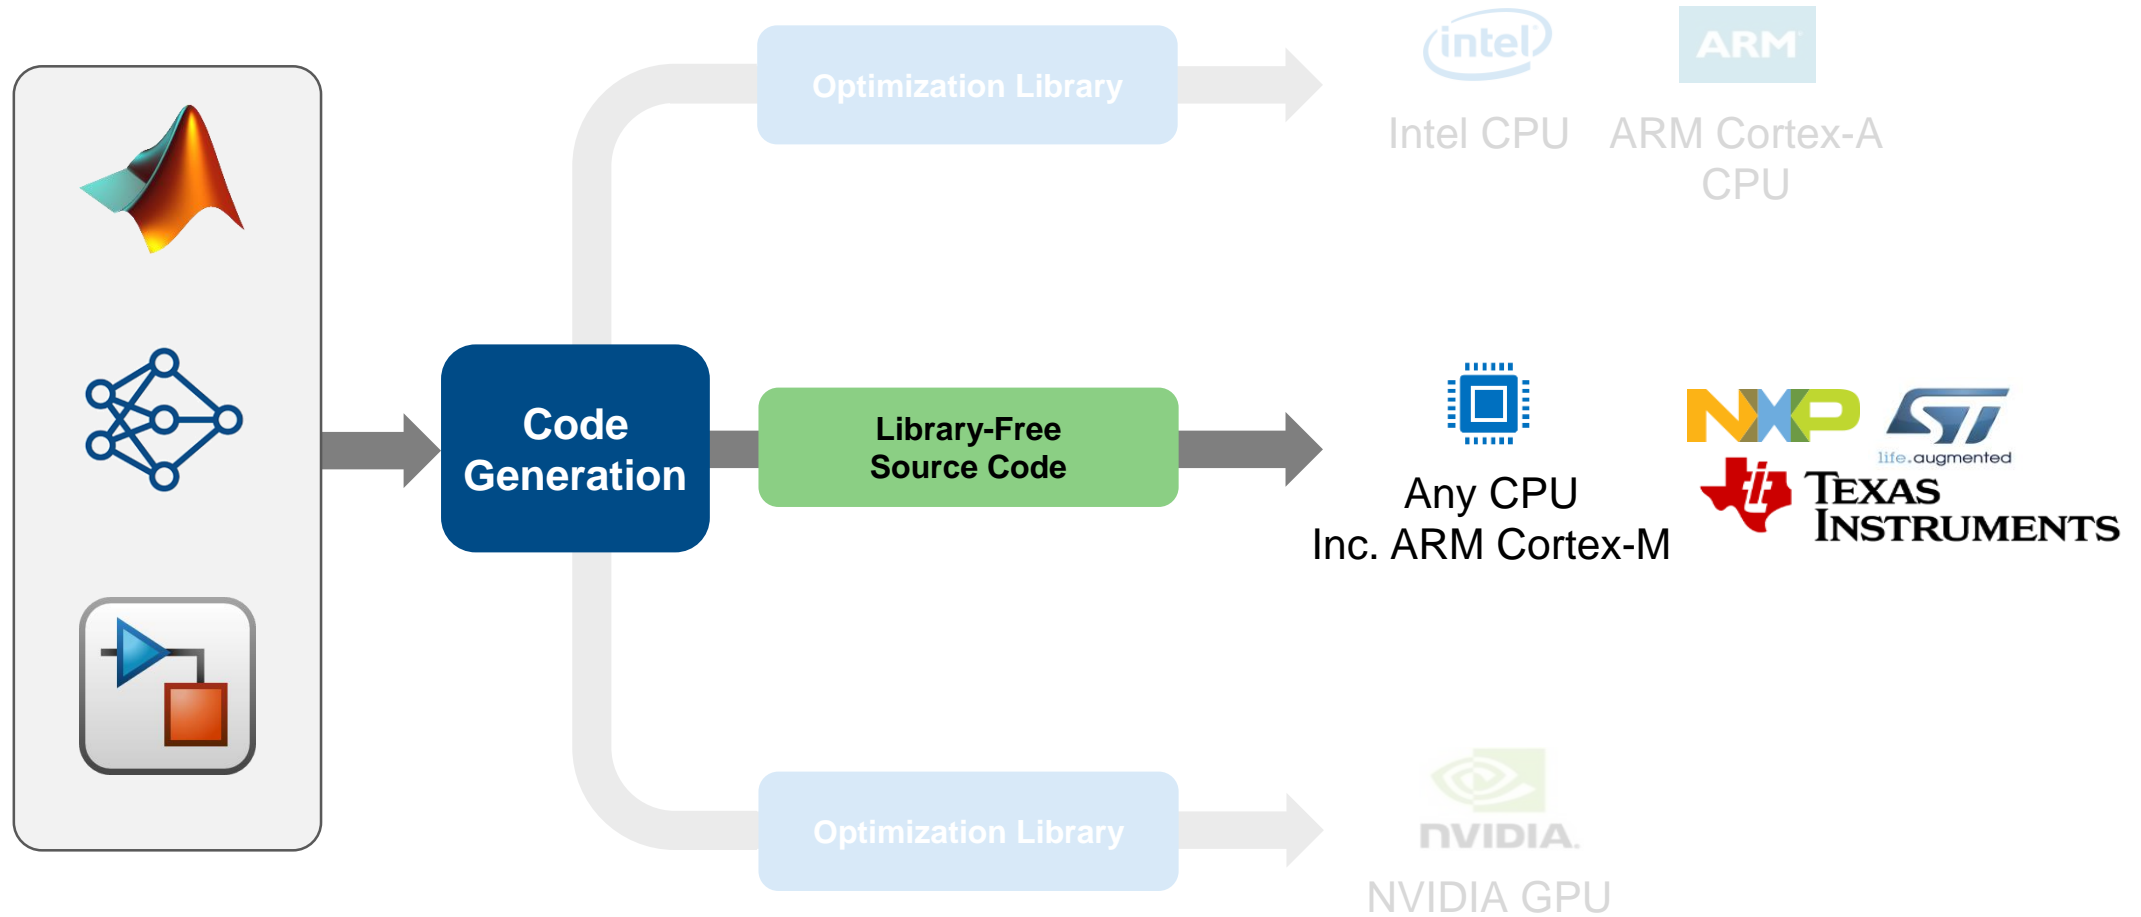 Optimization Library
intel
ARM
Intel CPU
ARM Cortex-A
CPU
Code
Generation
Library-Free
Source Code
Any CPU
Inc. ARM Cortex-M
NXP
ST
life.augmented
ti
TEXAS
INSTRUMENTS
Optimization Library
NVIDIA.
NVIDIA GPU